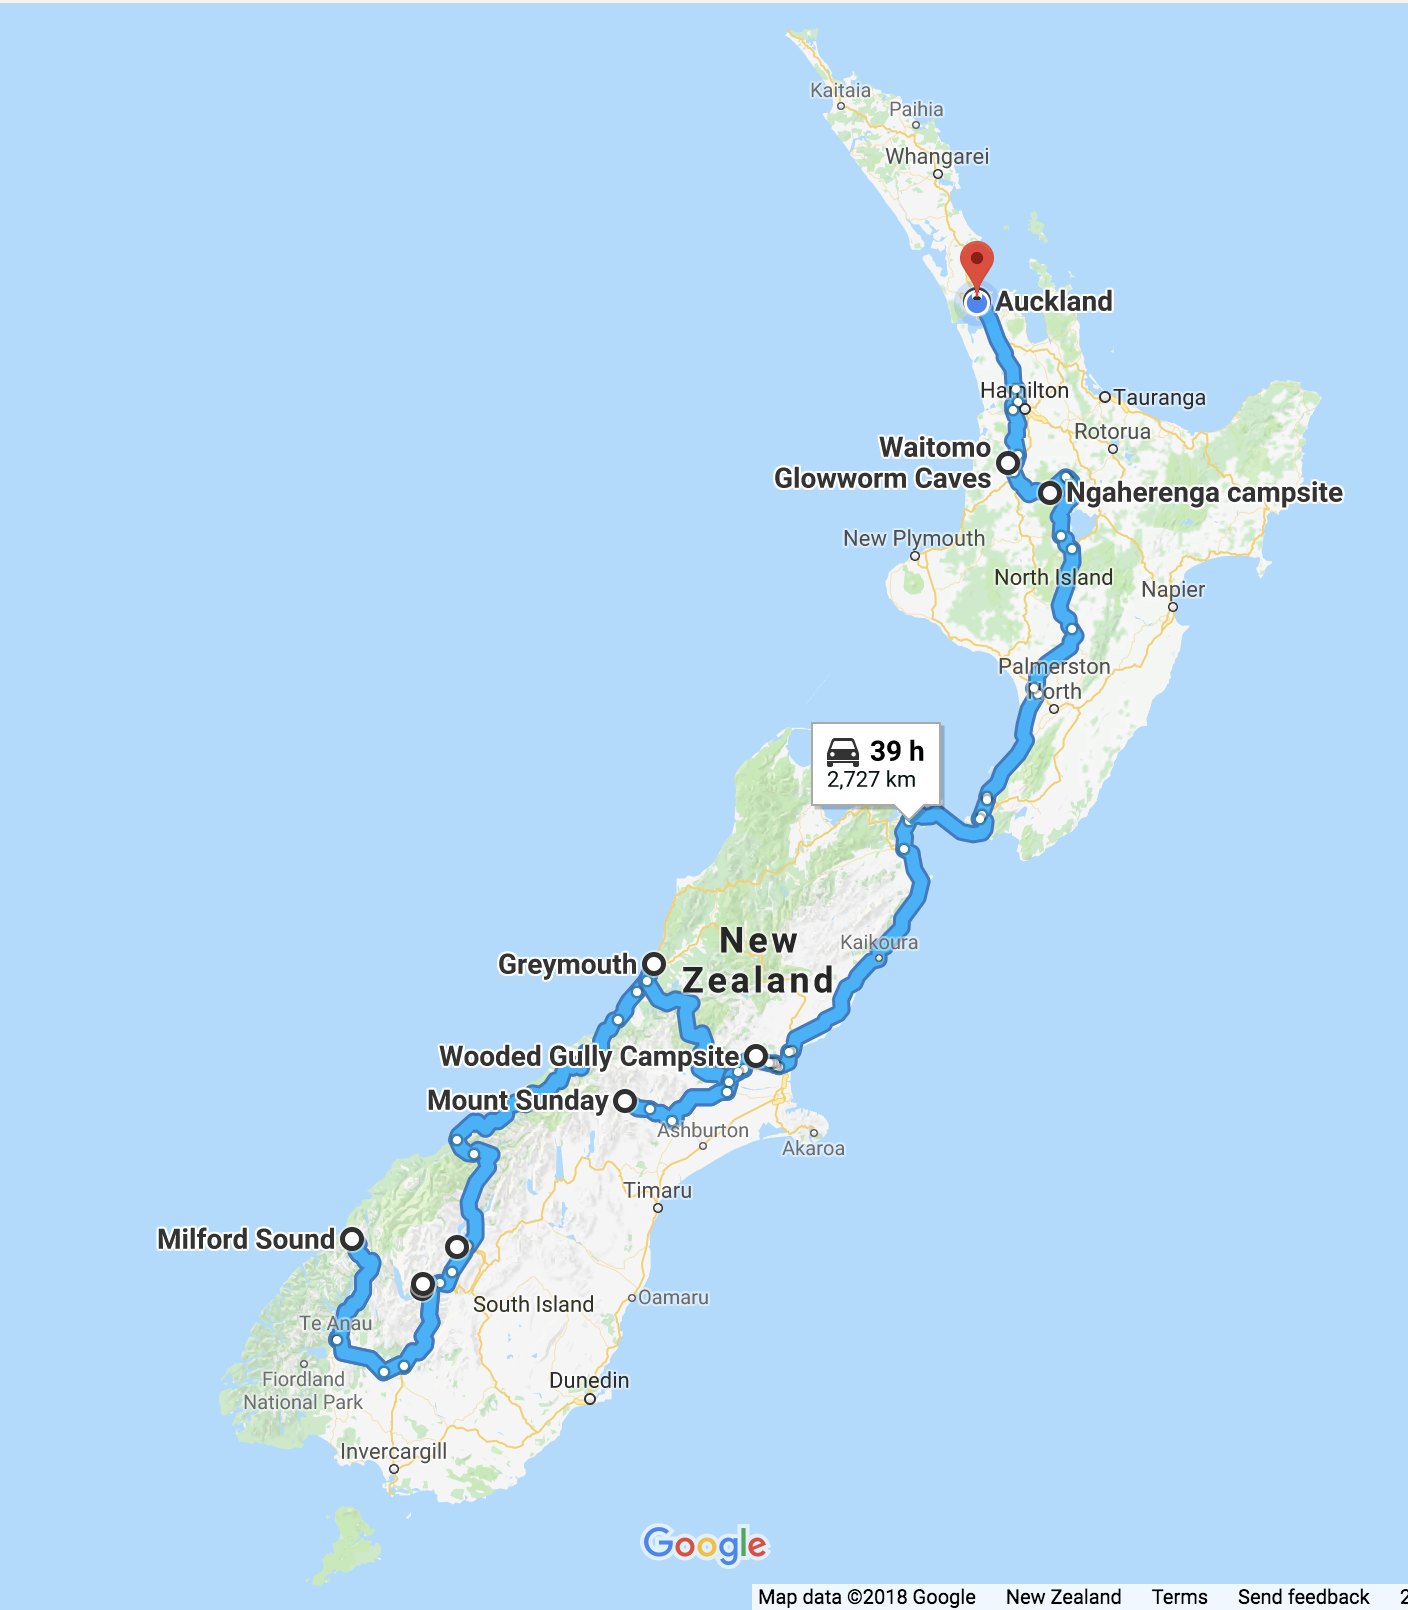 Kaitaia
Paihia
Whangarei
Auckland
Hamilton
Tauranga
Rotorua
Waitomo
Glowworm Caves
Ngaherenga campsite
New Plymouth
North Island
Napier
Palmerston
North
39 h
2,727 km
New
Zealand
Kaikoura
Greymouth
Wooded Gully Campsite
Mount Sunday
Ashburton
Akaroa
Timaru
Milford Sound
South Island
Oamaru
Te Anau
Fiordland
National Park
Dunedin
Invercargill
Google
Map data ©2018 Google New Zealand Terms Send feedback 2